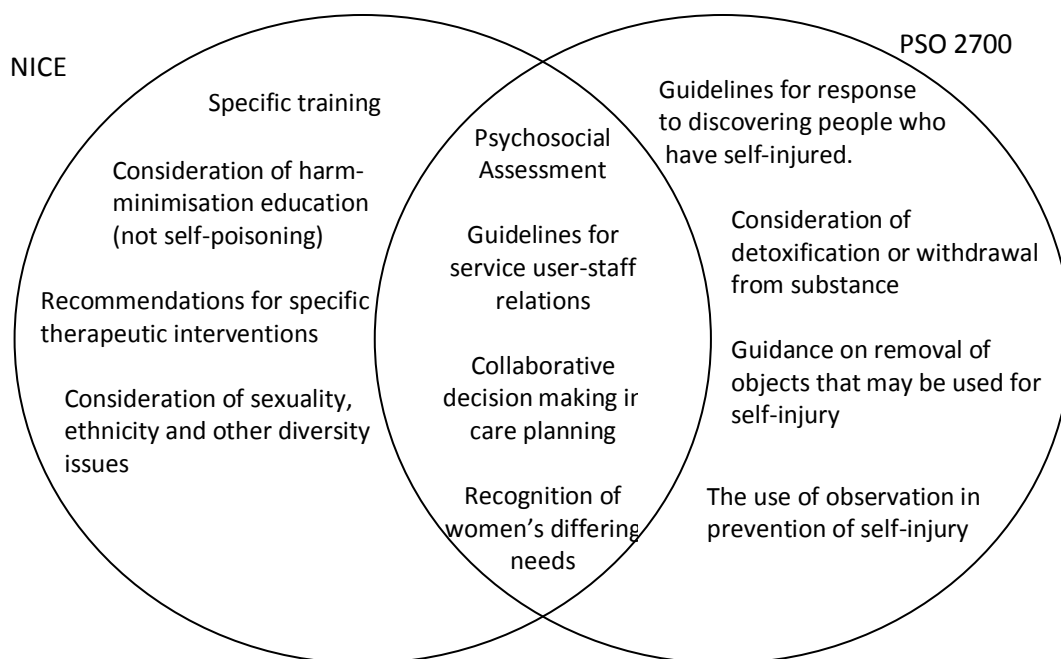 NICE
PSO 2700
Specific training
Consideration of harm-
minimisation education
(not self-poisoning)
Recommendations for specific
therapeutic interventions
Consideration of sexuality,
ethnicity and other diversity
issues
Psychosocial
Assessment
Guidelines for
service user-staff
relations
Collaborative
decision making in
care planning
Recognition of
women’s differing
needs
Guidelines for response
to discovering people who
have self-injured.
Consideration of
detoxification or withdrawal
from substance
Guidance on removal of
objects that may be used for
self-injury
The use of observation in
prevention of self-injury